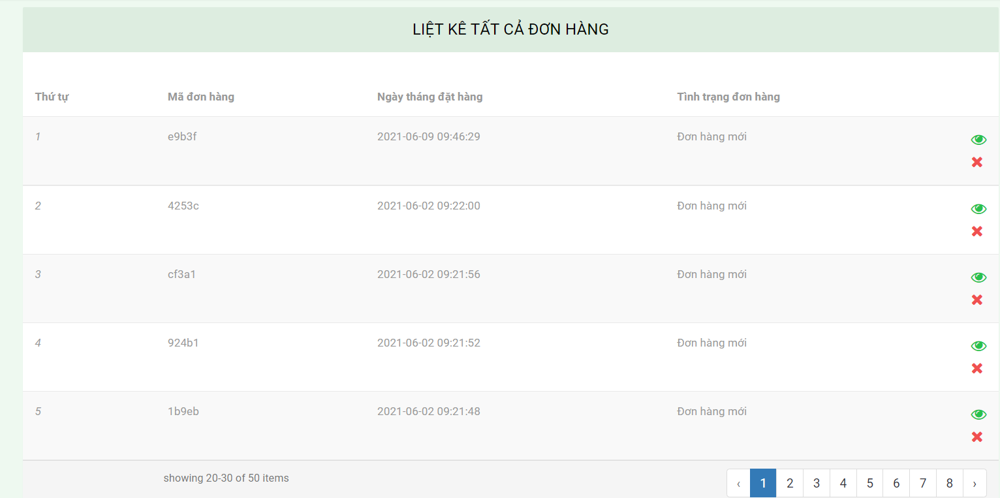 LIỆT KÊ TẤT CẢ ĐƠN HÀNG
Thứ tự Mã đơn hàng Ngày tháng đặt hàng Tình trạng đơn hàng
1 e9b3f 2021-06-09 09:46:29 Đơn hàng mới
2 4253c 2021-06-02 09:22:00 Đơn hàng mới
3 cf3a1 2021-06-02 09:21:56 Đơn hàng mới
4 924b1 2021-06-02 09:21:52 Đơn hàng mới
5 1b9eb 2021-06-02 09:21:48 Đơn hàng mới
showing 20-30 of 50 items ‹ 1 2 3 4 5 6 7 8 ›